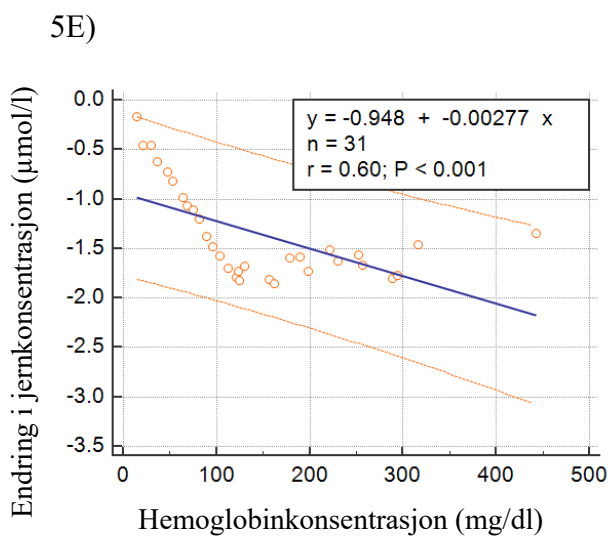 5E)
y = -0.948 + -0.00277 x
n = 31
r = 0.60; P < 0.001
0.0
-0.5
-1.0
-1.5
-2.0
-2.5
-3.0
-3.5
Endring i jernkonsentrasjon (µmol/l)
0 100 200 300 400 500
Hemoglobinkonsentrasjon (mg/dl)